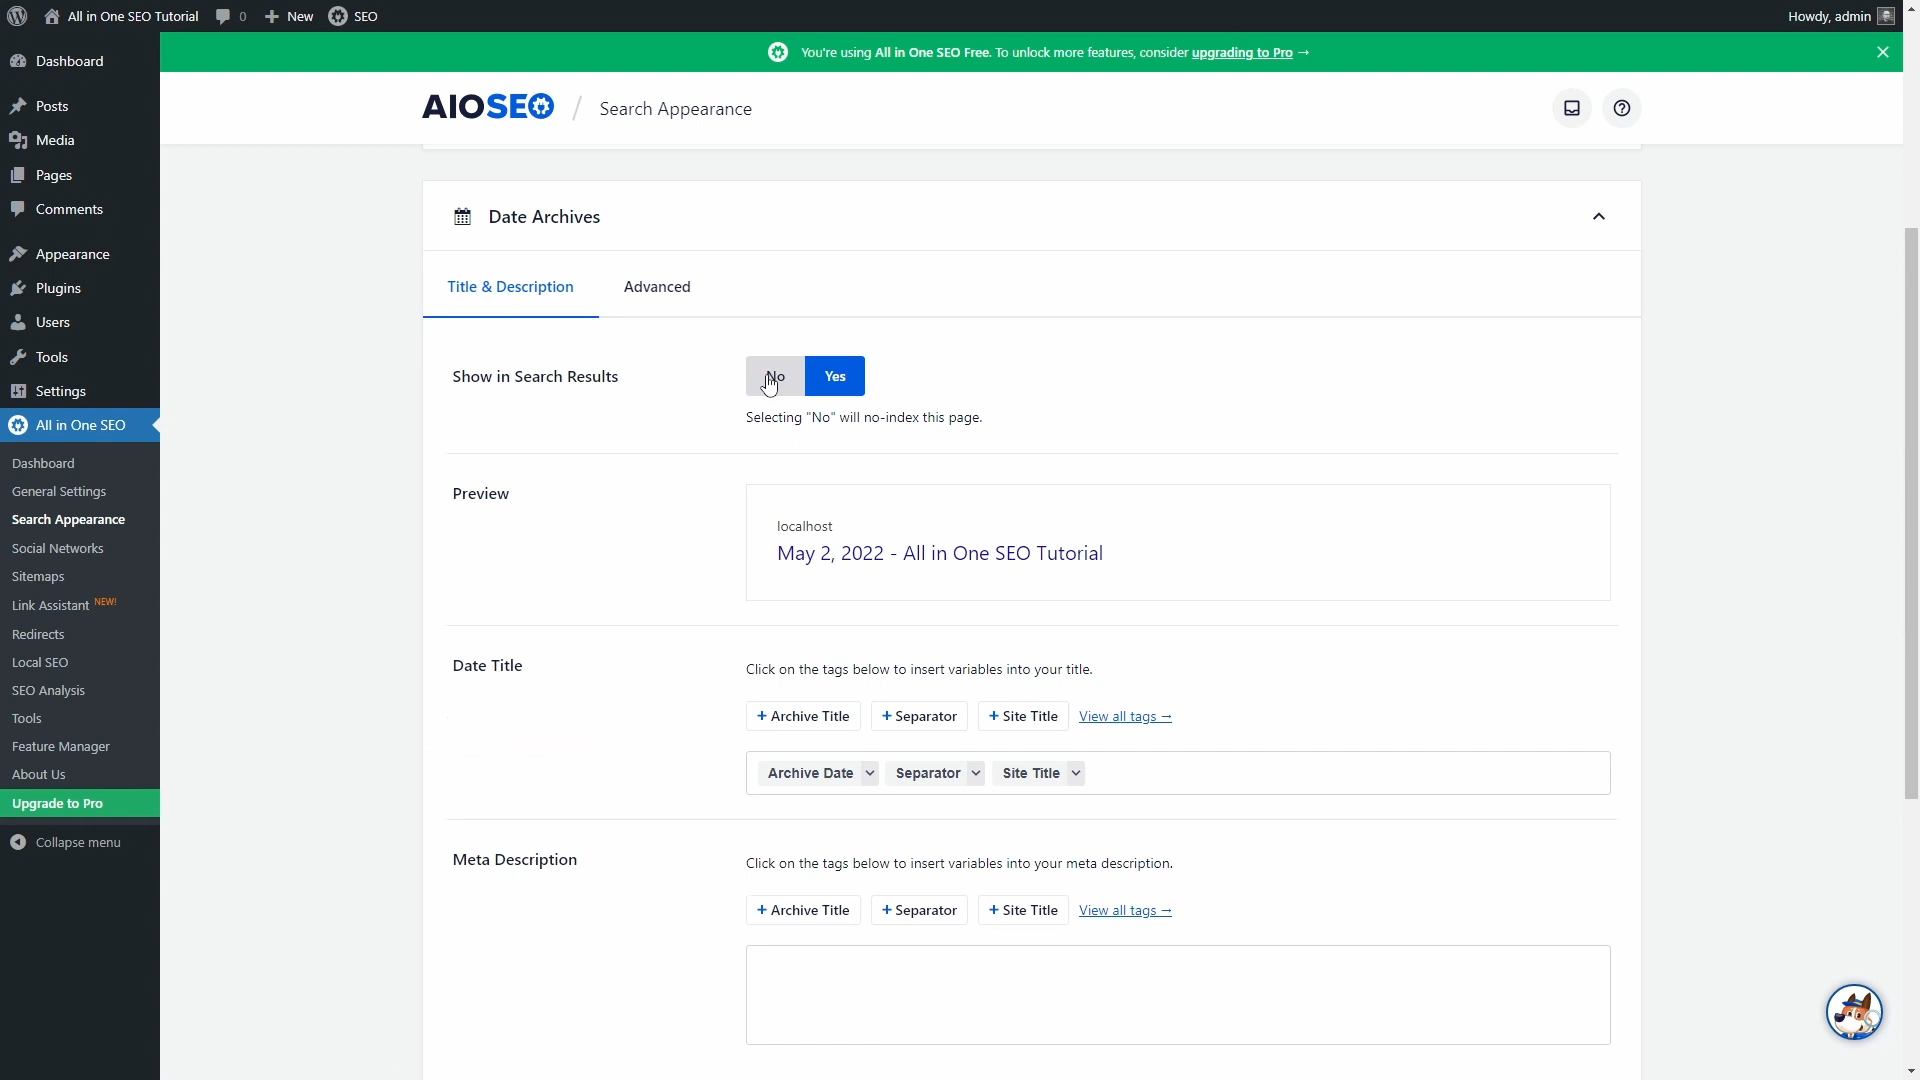 All in One SEO Tutorial 0 New SEO Howdy, admin
You're using All in One SEO Free. To unlock more features, consider upgrading to Pro →
AIOSEO / Search Appearance
Dashboard
Posts
Media
Pages
Comments
Appearance
Plugins
Users
Tools
Settings
All in One SEO
Dashboard
General Settings
Search Appearance
Social Networks
Sitemaps
Link Assistant NEW!
Redirects
Local SEO
SEO Analysis
Tools
Feature Manager
About Us
Upgrade to Pro
Collapse menu
Date Archives
Title & Description Advanced
Show in Search Results No Yes
Selecting "No" will no-index this page.
Preview
localhost
May 2, 2022 - All in One SEO Tutorial
Date Title Click on the tags below to insert variables into your title.
+ Archive Title + Separator + Site Title View all tags →
Archive Date Separator Site Title
Meta Description Click on the tags below to insert variables into your meta description.
+ Archive Title + Separator + Site Title View all tags →